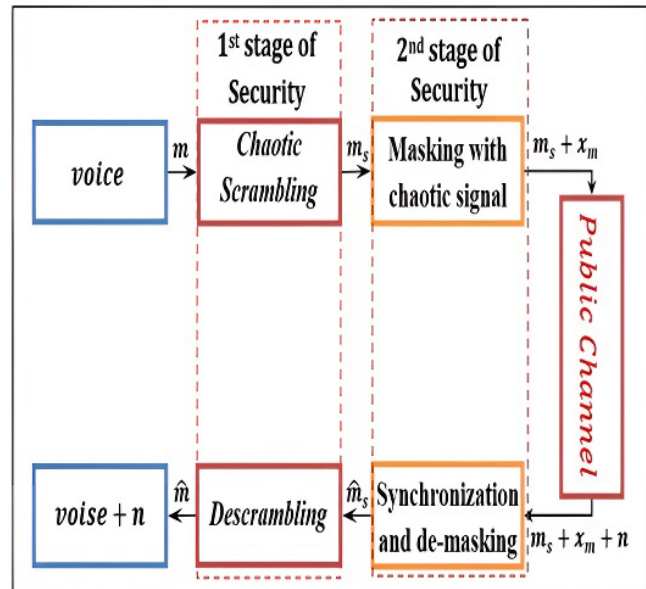 1st stage of
Security
2nd stage of
Security
voice
m
Chaotic
Scrambling
mₛ
Masking with
chaotic signal
mₛ + xₘ
Public Channel
voise + n
m̂
Descrambling
m̂ₛ
Synchronization
and de-masking
mₛ + xₘ + n